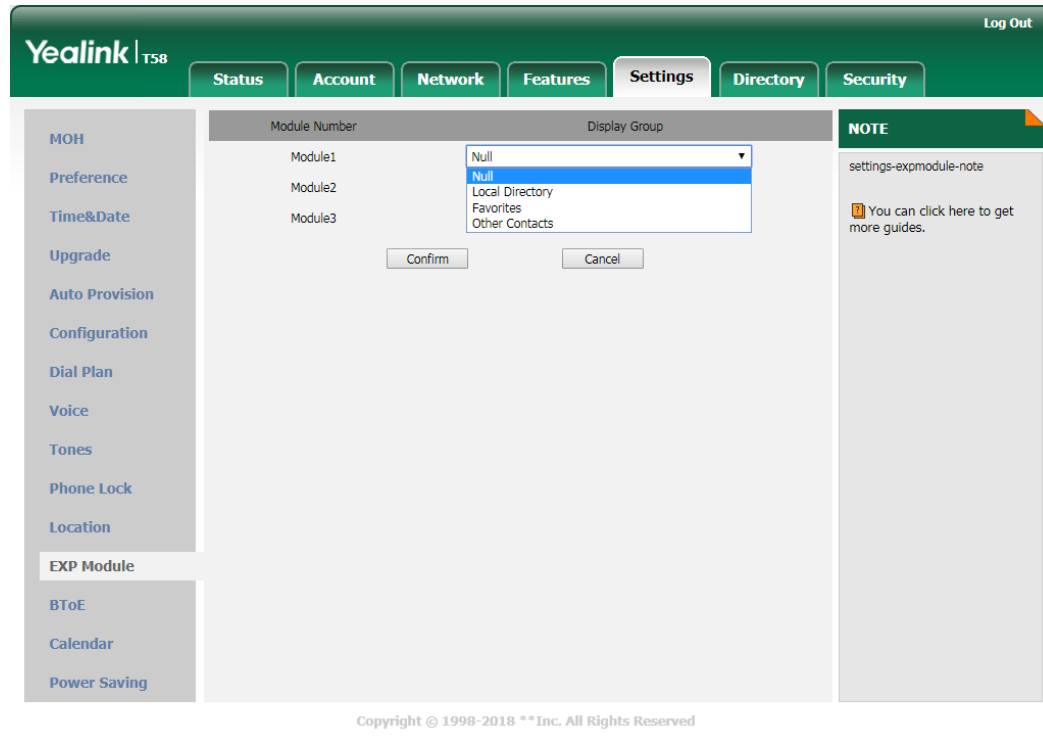 Log Out
Yealink T58
Status Account Network Features Settings Directory Security
MOH
Preference
Time&Date
Upgrade
Auto Provision
Configuration
Dial Plan
Voice
Tones
Phone Lock
Location
EXP Module
BToE
Calendar
Power Saving
Module Number Display Group
Module1 Null
Null
Module2 Local Directory
Favorites
Module3 Other Contacts
Confirm Cancel
NOTE
settings-expmodule-note
? You can click here to get
more guides.
Copyright © 1998-2018 **Inc. All Rights Reserved